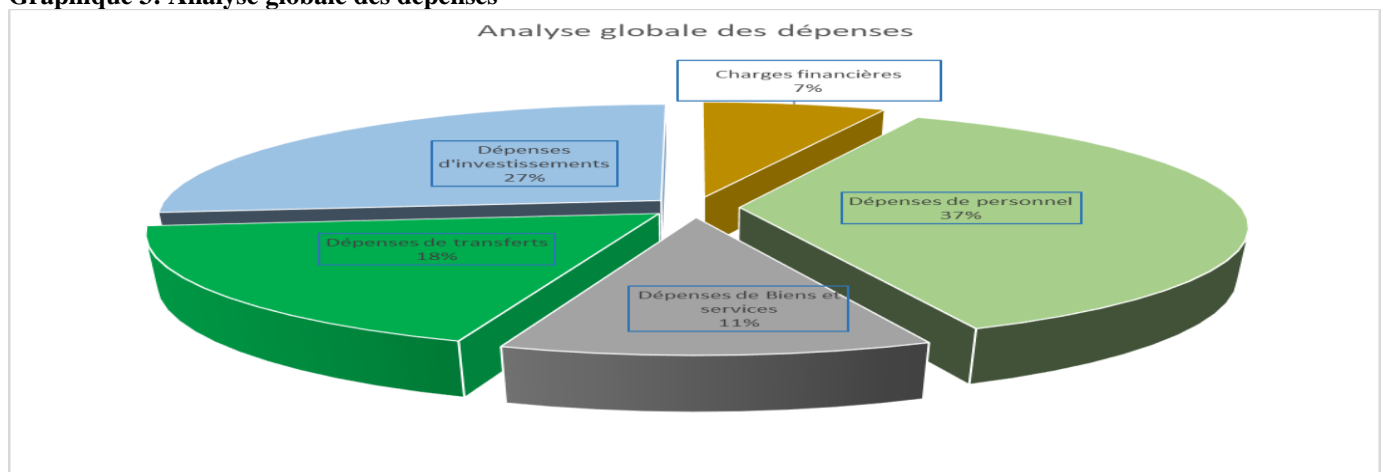 Graphique 3: Analyse globale des dépenses
Analyse globale des dépenses
Charges financières
7%
Dépenses
d'investissements
27%
Dépenses de personnel
37%
Dépenses de transferts
18%
Dépenses de Biens et
services
11%